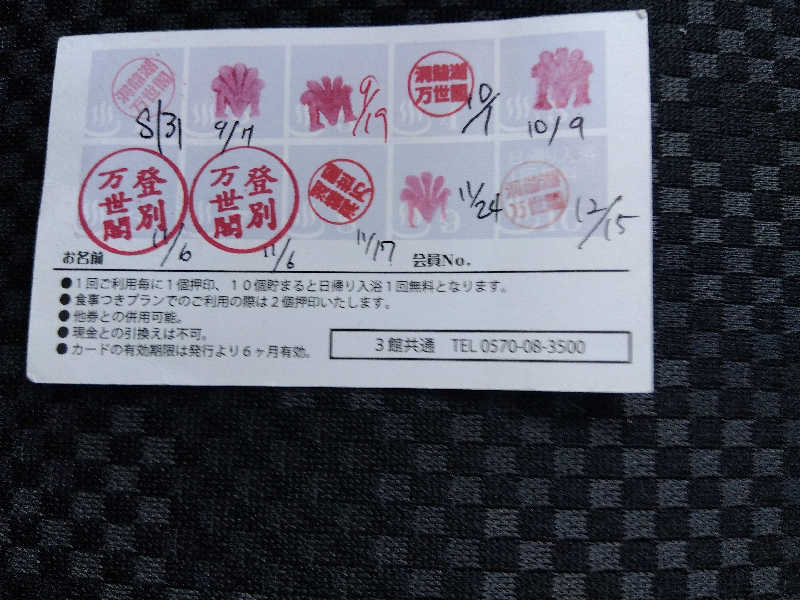 洞爺湖 万世閣 8/31
M 9/7
M 9/19
洞爺湖 万世閣 10/1
M 10/9
登別 万世閣 11/6
登別 万世閣 11/6
11/17
11/24
洞爺湖 万世閣 12/15
お名前 会員No.
●1回ご利用毎に1個押印、10個貯まると日帰り入浴1回無料となります。
●食事つきプランでのご利用の際は2個押印いたします。
●他券との併用可能。
●現金との引換えは不可。
●カードの有効期限は発行より6ヶ月有効。
3館共通 TEL 0570-08-3500